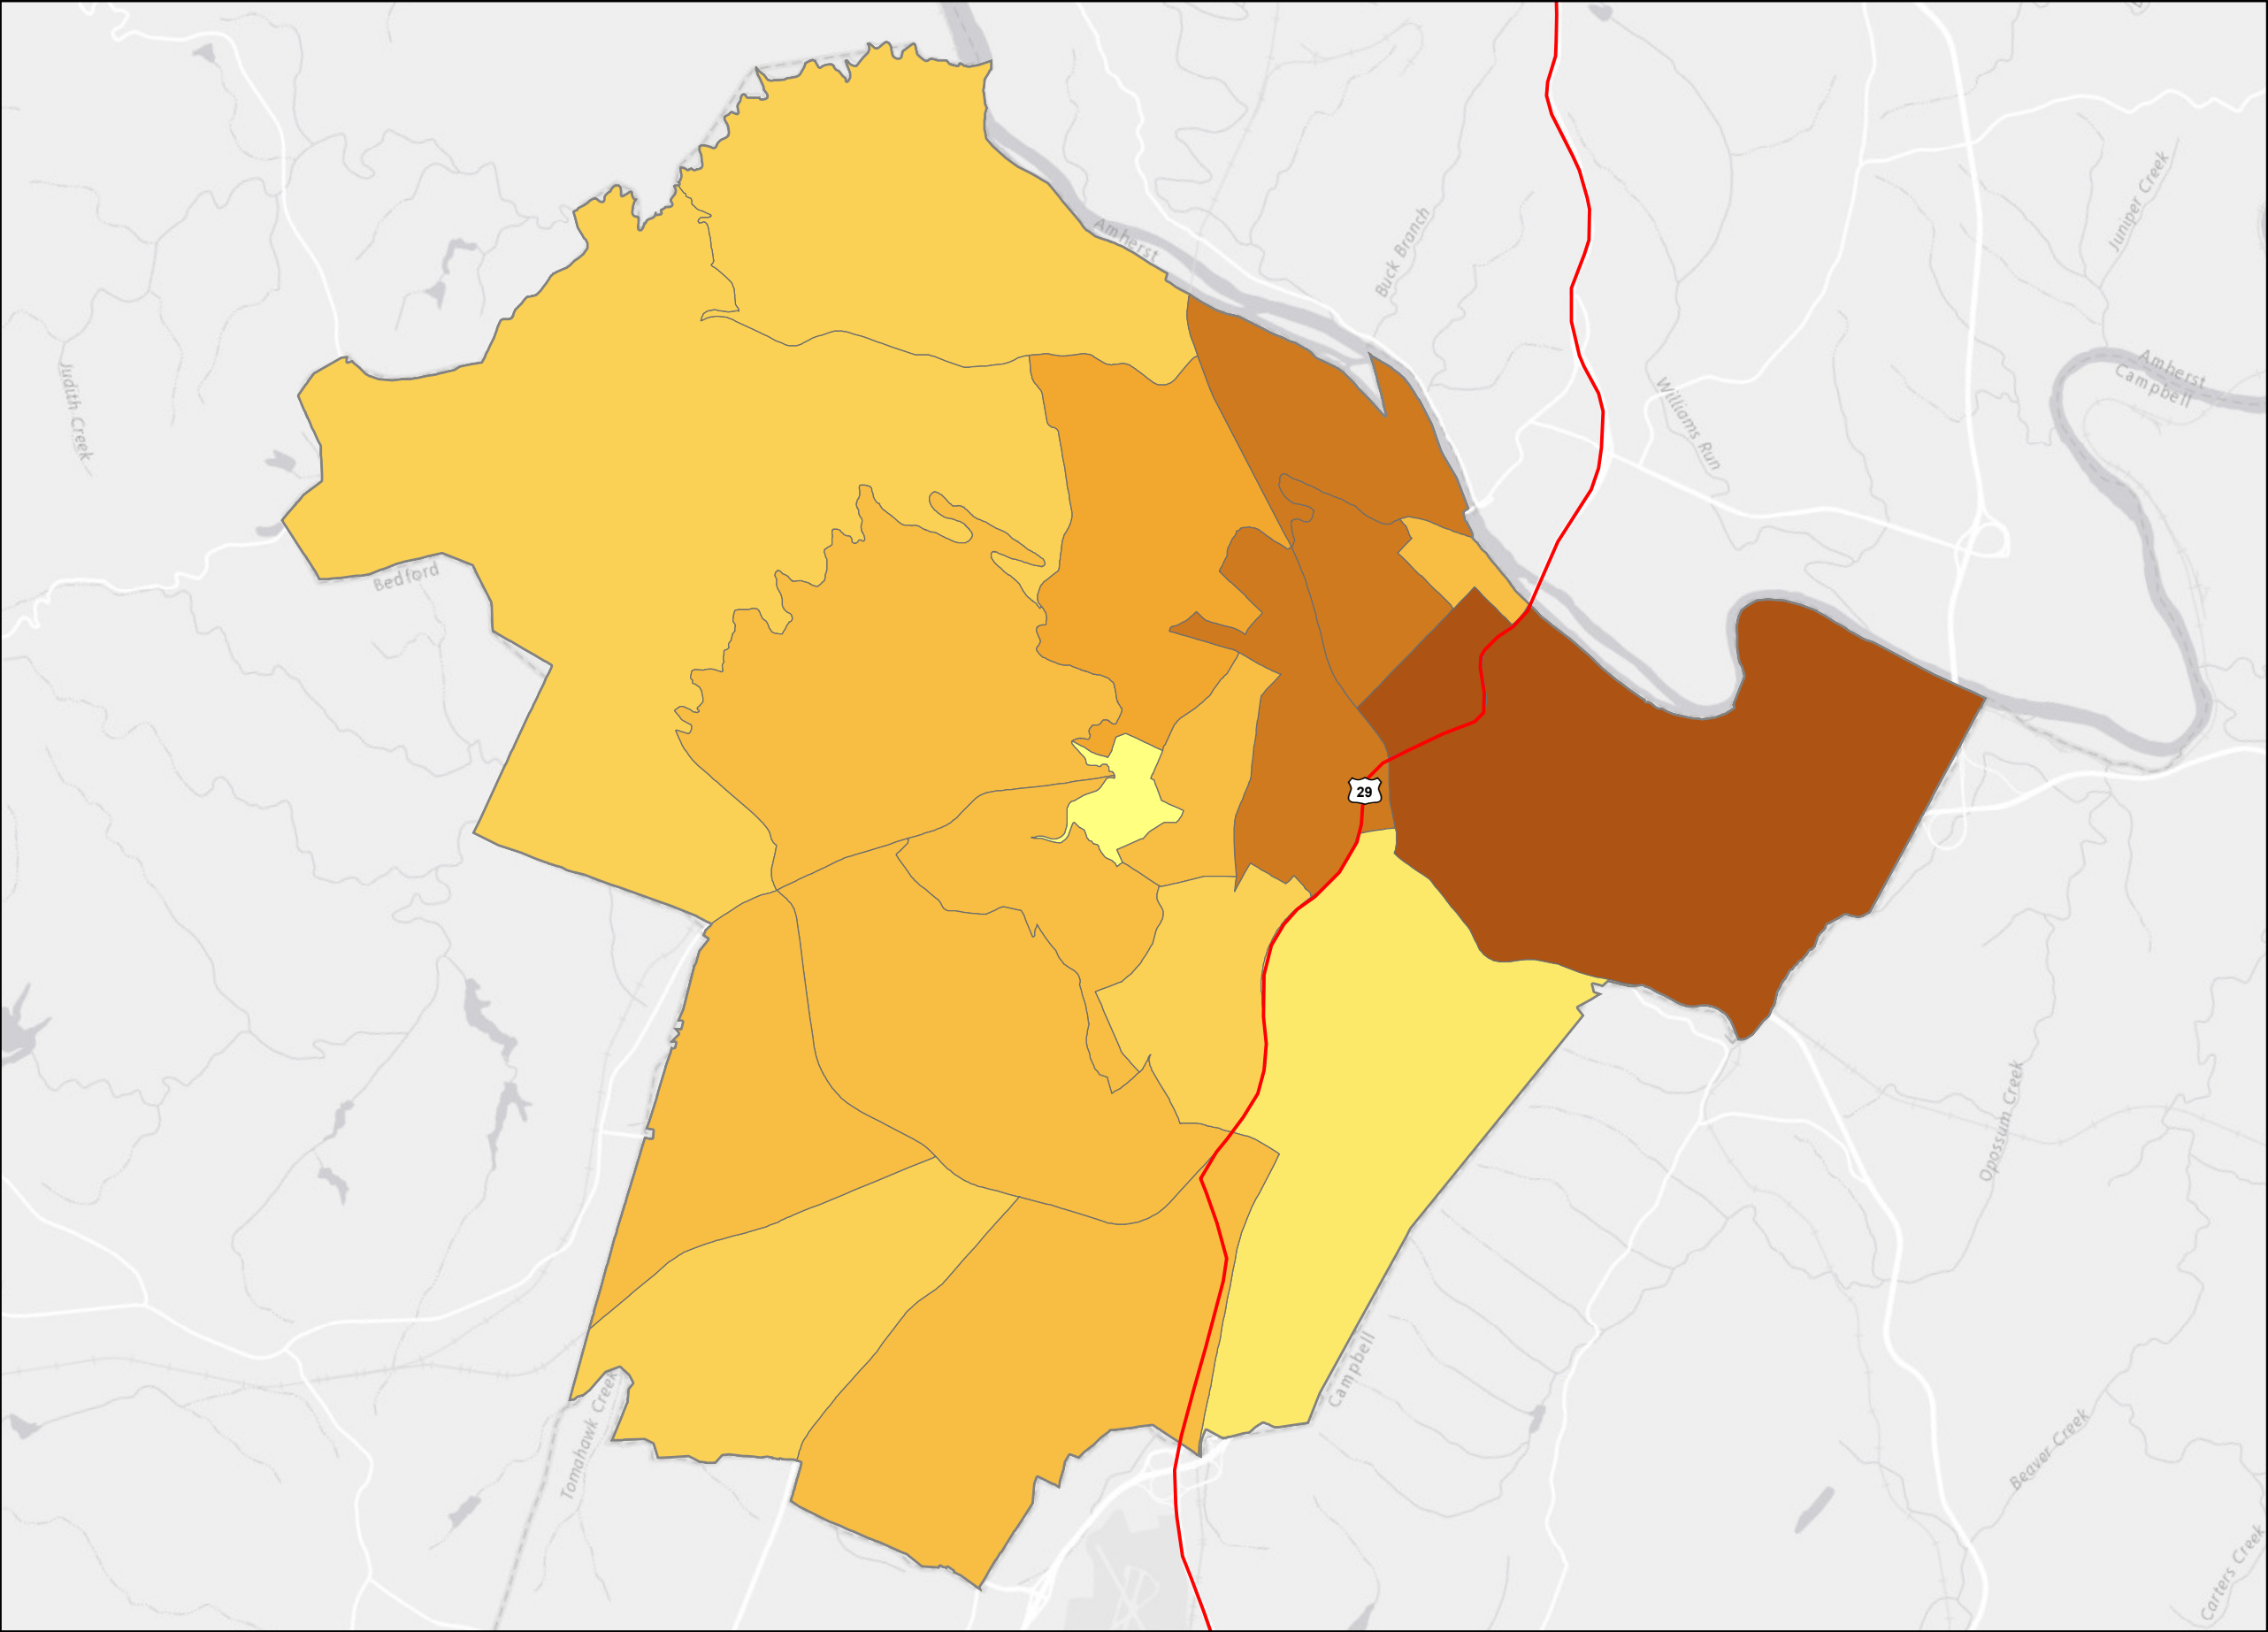 Amherst
Buck Branch
Juniper Creek
Judith Creek
Williams Run
Amherst
Campbell
Bedford
29
Opossum Creek
Campbell
Tomahawk Creek
Beaver Creek
Carters Creek